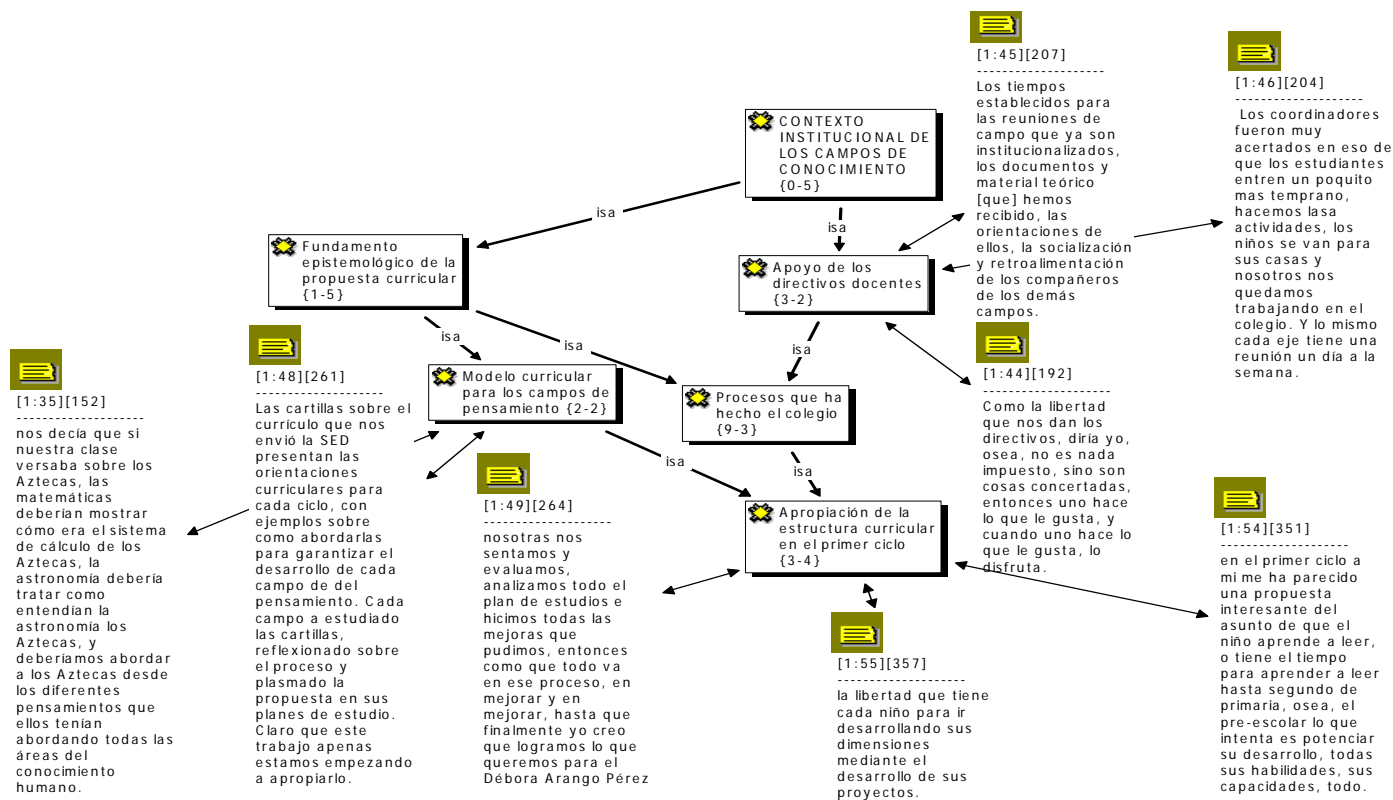 [1:45][207]
-------------------
Los tiempos
establecidos para
las reuniones de
campo que ya son
institucionalizados,
los documentos y
material teórico
[que] hemos
recibido, las
orientaciones de
ellos, la socialización
y retroalimentación
de los compañeros
de los demás
campos.
[1:46][204]
-------------------
Los coordinadores
fueron muy
acertados en eso de
que los estudiantes
entren un poquito
mas temprano,
hacemos lasa
actividades, los
niños se van para
sus casas y
nosotros nos
quedamos
trabajando en el
colegio. Y lo mismo
cada eje tiene una
reunión un día a la
semana.
CONTEXTO
INSTITUCIONAL DE
LOS CAMPOS DE
CONOCIMIENTO
{0-5}
isa
isa
Fundamento
epistemológico de la
propuesta curricular
{1-5}
Apoyo de los
directivos docentes
{3-2}
isa
isa
isa
Modelo curricular
para los campos de
pensamiento {2-2}
Procesos que ha
hecho el colegio
{9-3}
isa
isa
Apropiación de la
estructura curricular
en el primer ciclo
{3-4}
[1:35][152]
-------------------
nos decía que si
nuestra clase
versaba sobre los
Aztecas, las
matemáticas
deberían mostrar
cómo era el sistema
de cálculo de los
Aztecas, la
astronomía debería
tratar como
entendían la
astronomía los
Aztecas, y
deberíamos abordar
a los Aztecas desde
los diferentes
pensamientos que
ellos tenían
abordando todas las
áreas del
conocimiento
humano.
[1:48][261]
-------------------
Las cartillas sobre el
currículo que nos
envió la SED
presentan las
orientaciones
curriculares para
cada ciclo, con
ejemplos sobre
como abordarlas
para garantizar el
desarrollo de cada
campo de del
pensamiento. Cada
campo a estudiado
las cartillas,
reflexionado sobre
el proceso y
plasmado la
propuesta en sus
planes de estudio.
Claro que este
trabajo apenas
estamos empezando
a apropiarlo.
[1:49][264]
-------------------
nosotras nos
sentamos y
evaluamos,
analizamos todo el
plan de estudios e
hicimos todas las
mejoras que
pudimos, entonces
como que todo va
en ese proceso, en
mejorar y en
mejorar, hasta que
finalmente yo creo
que logramos lo que
queremos para el
Débora Arango Pérez
[1:44][192]
-------------------
Como la libertad
que nos dan los
directivos, diría yo,
osea, no es nada
impuesto, sino son
cosas concertadas,
entonces uno hace
lo que le gusta, y
cuando uno hace lo
que le gusta, lo
disfruta.
[1:55][357]
-------------------
la libertad que tiene
cada niño para ir
desarrollando sus
dimensiones
mediante el
desarrollo de sus
proyectos.
[1:54][351]
-------------------
en el primer ciclo a
mi me ha parecido
una propuesta
interesante del
asunto de que el
niño aprende a leer,
o tiene el tiempo
para aprender a leer
hasta segundo de
primaria, osea, el
pre-escolar lo que
intenta es potenciar
su desarrollo, todas
sus habilidades, sus
capacidades, todo.